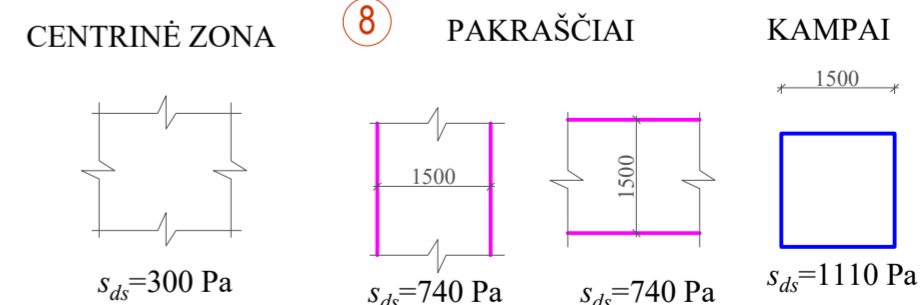 CENTRINĖ ZONA
8
PAKRAŠČIAI
KAMPAI
1500
1500
1500
s_ds=300 Pa
s_ds=740 Pa
s_ds=740 Pa
s_ds=1110 Pa